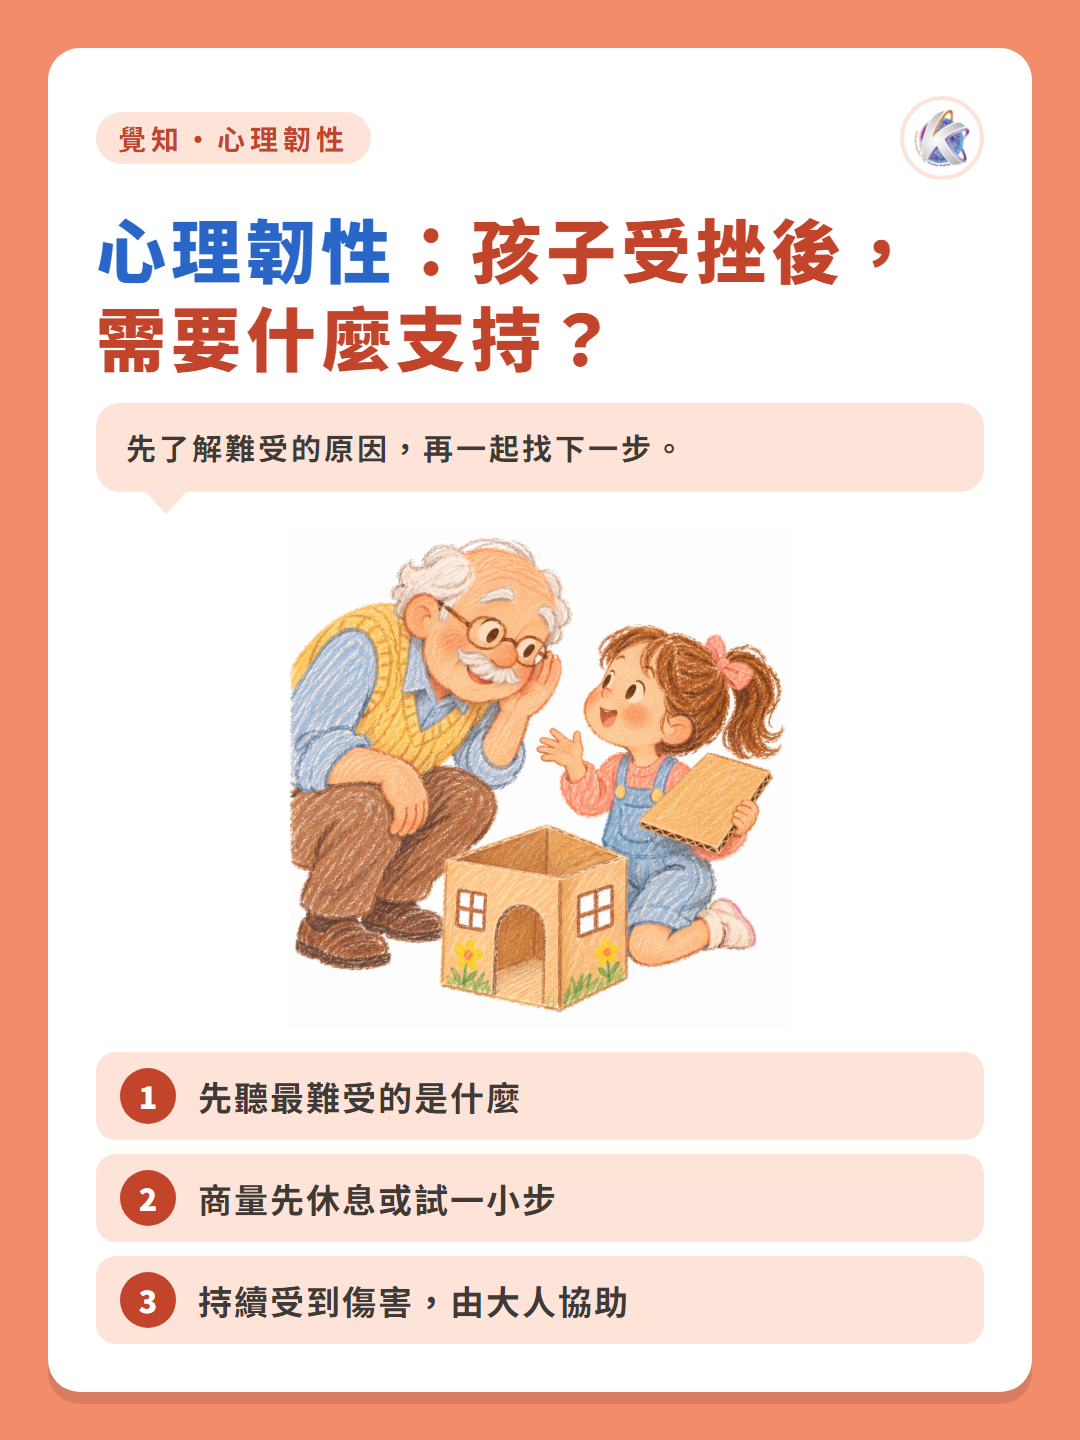 覺知・心理韌性
心理韌性：孩子受挫後，
需要什麼支持？
先了解難受的原因，再一起找下一步。
1 先聽最難受的是什麼
2 商量先休息或試一小步
3 持續受到傷害，由大人協助